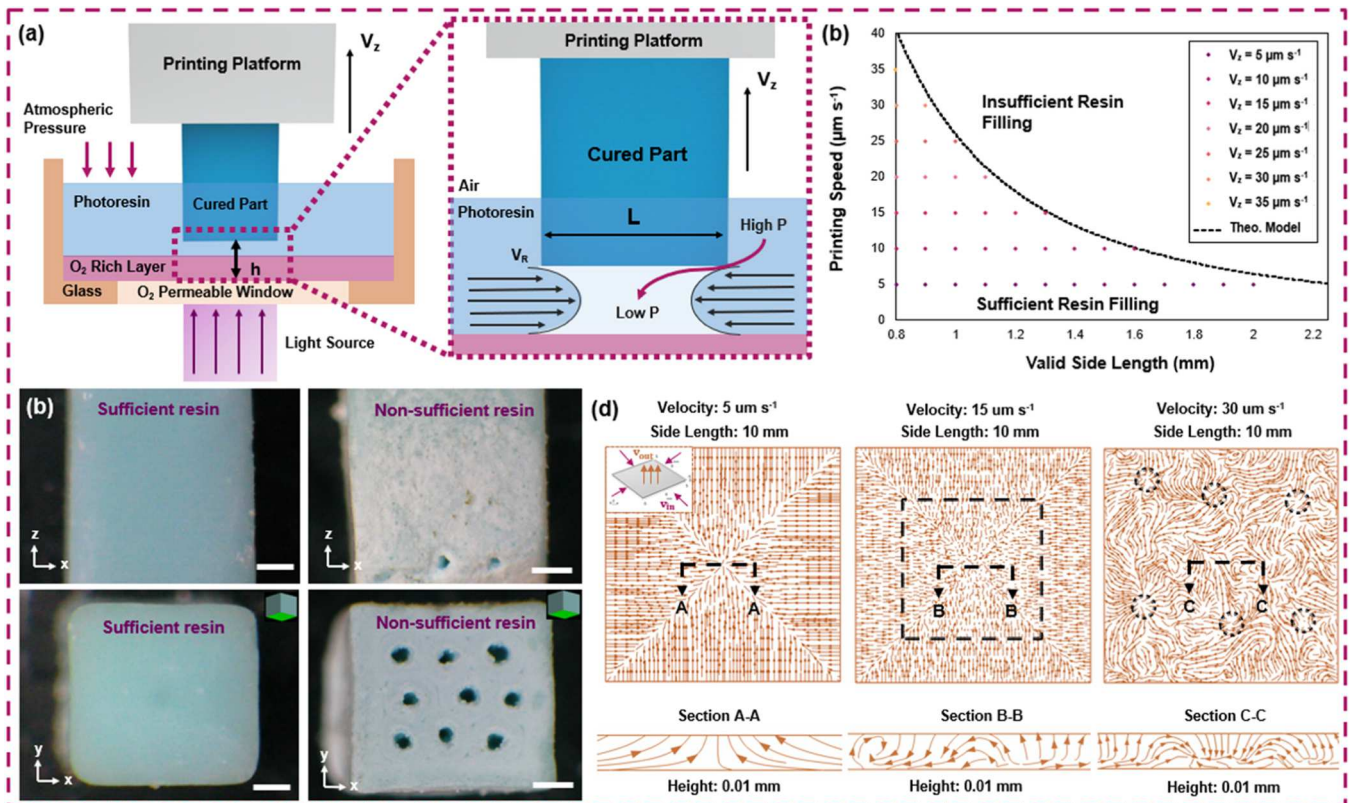 (a)
Printing Platform
Vz
Atmospheric
Pressure
Photoresin
Cured Part
O2 Rich Layer
h
Glass
O2 Permeable Window
Light Source
Printing Platform
Vz
Cured Part
Air
Photoresin
L
High P
VR
Low P
(b)
Printing Speed (µm s⁻¹)
40
35
30
25
20
15
10
5
0
0.8
1
1.2
1.4
1.6
1.8
2
2.2
Valid Side Length (mm)
Insufficient Resin
Filling
Sufficient Resin Filling
Vz = 5 µm s⁻¹
Vz = 10 µm s⁻¹
Vz = 15 µm s⁻¹
Vz = 20 µm s⁻¹
Vz = 25 µm s⁻¹
Vz = 30 µm s⁻¹
Vz = 35 µm s⁻¹
Theo. Model
(b)
Sufficient resin
z
x
Non-sufficient resin
z
x
Sufficient resin
y
x
Non-sufficient resin
y
x
(d)
Velocity: 5 um s⁻¹
Side Length: 10 mm
Velocity: 15 um s⁻¹
Side Length: 10 mm
Velocity: 30 um s⁻¹
Side Length: 10 mm
vout
vin
A A
B B
C C
Section A-A
Section B-B
Section C-C
Height: 0.01 mm
Height: 0.01 mm
Height: 0.01 mm